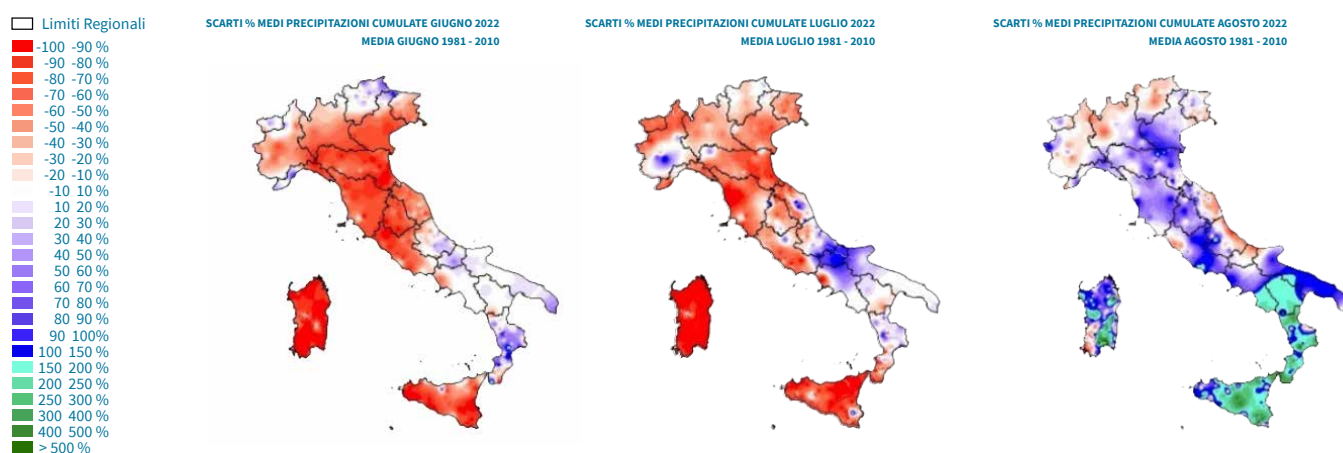 Limiti Regionali
-100 -90 %
-90 -80 %
-80 -70 %
-70 -60 %
-60 -50 %
-50 -40 %
-40 -30 %
-30 -20 %
-20 -10 %
-10 10 %
10 20 %
20 30 %
30 40 %
40 50 %
50 60 %
60 70 %
70 80 %
80 90 %
90 100%
100 150 %
150 200 %
200 250 %
250 300 %
300 400 %
400 500 %
> 500 %
SCARTI % MEDI PRECIPITAZIONI CUMULATE GIUGNO 2022
MEDIA GIUGNO 1981 - 2010
SCARTI % MEDI PRECIPITAZIONI CUMULATE LUGLIO 2022
MEDIA LUGLIO 1981 - 2010
SCARTI % MEDI PRECIPITAZIONI CUMULATE AGOSTO 2022
MEDIA AGOSTO 1981 - 2010